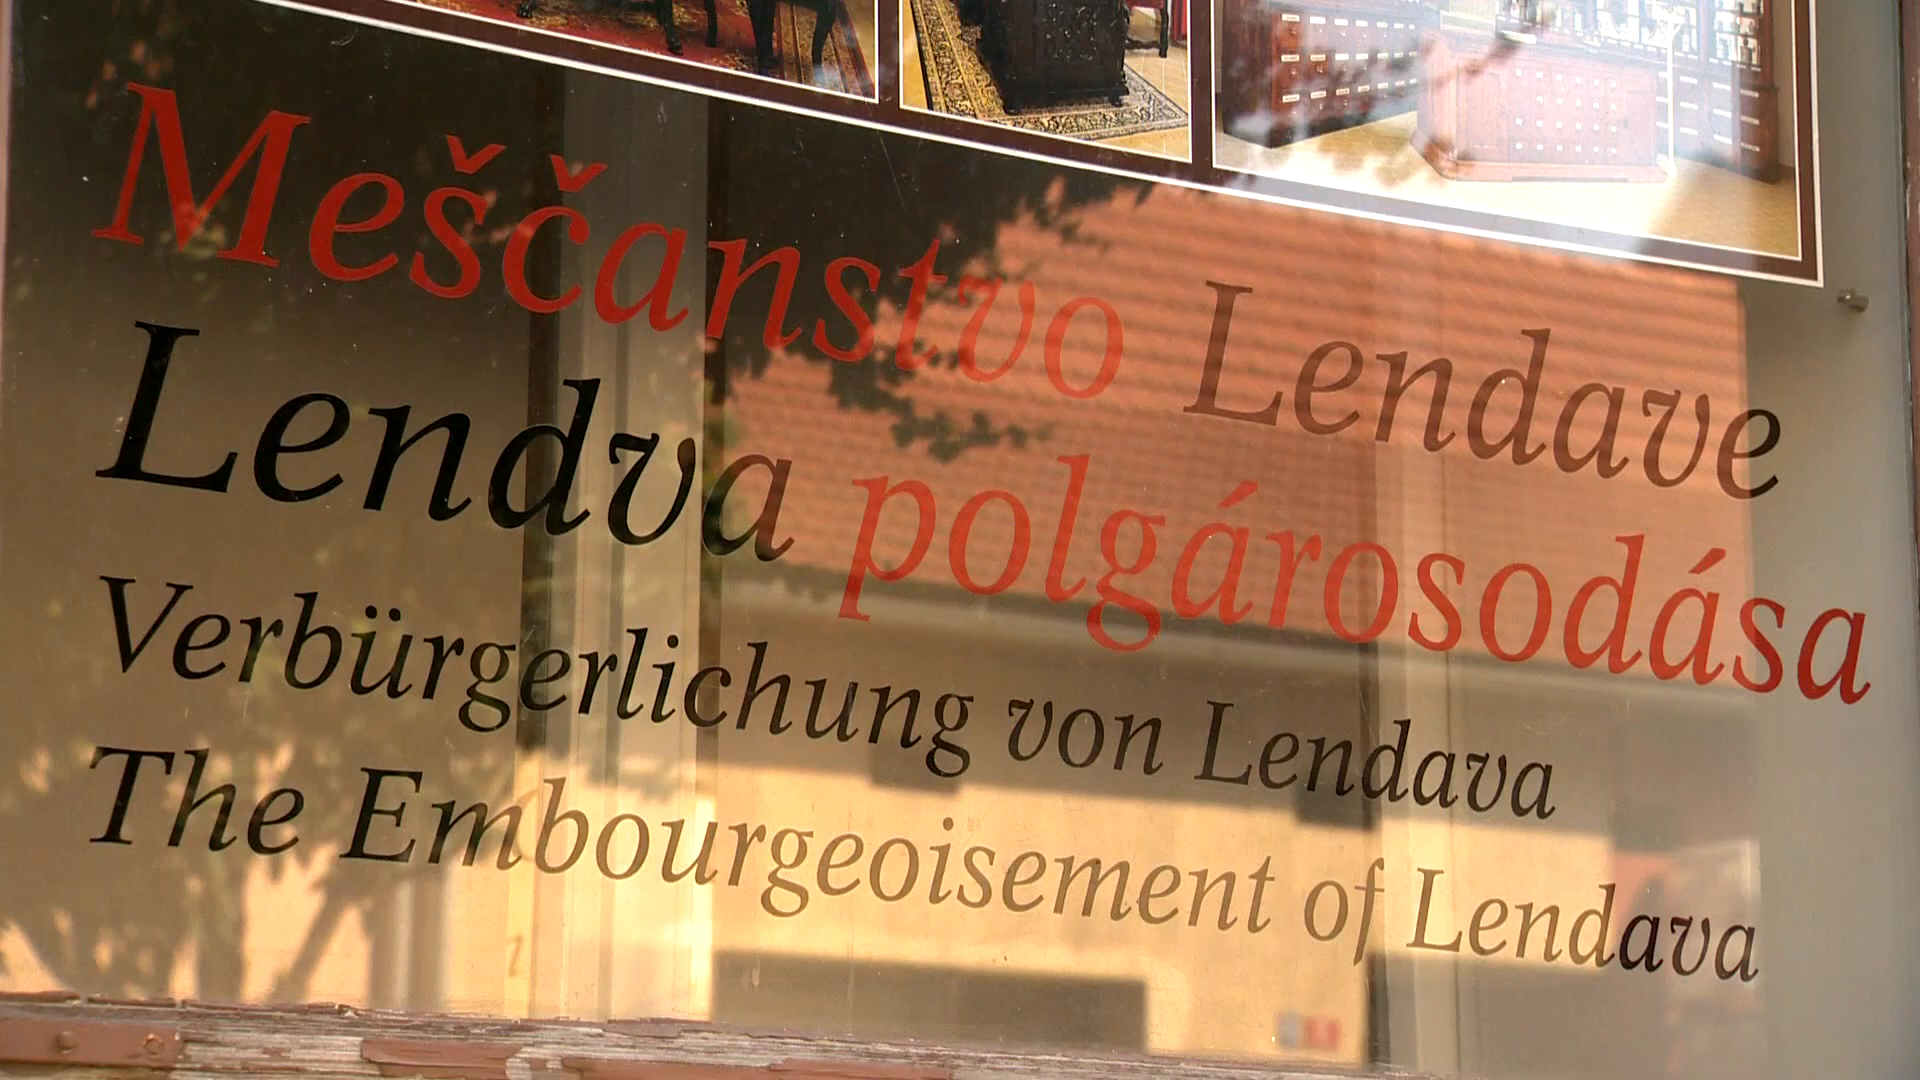 Meščanstvo Lendave
Lendva polgárosodása
Verbürgerlichung von Lendava
The Embourgeoisement of Lendava